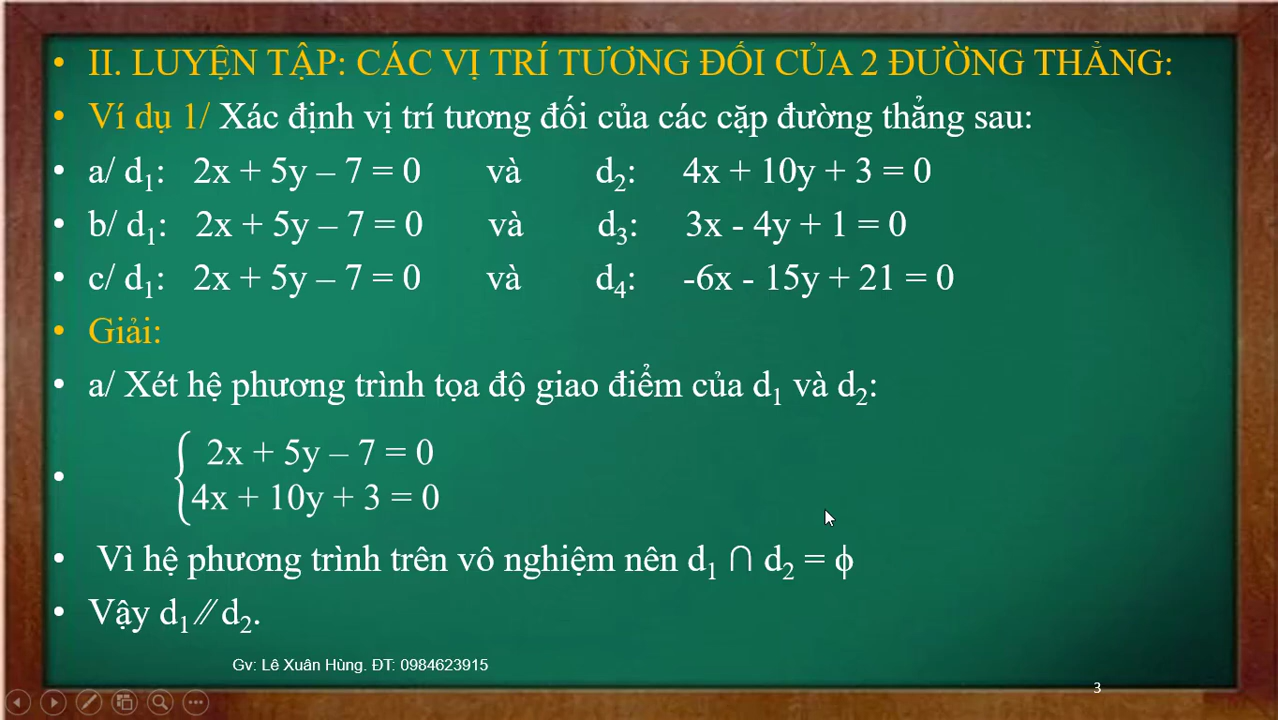 • II. LUYỆN TẬP: CÁC VỊ TRÍ TƯƠNG ĐỐI CỦA 2 ĐƯỜNG THẲNG:
• Ví dụ 1/ Xác định vị trí tương đối của các cặp đường thẳng sau:
• a/ d₁: 2x + 5y – 7 = 0 và d₂: 4x + 10y + 3 = 0
• b/ d₁: 2x + 5y – 7 = 0 và d₃: 3x - 4y + 1 = 0
• c/ d₁: 2x + 5y – 7 = 0 và d₄: -6x - 15y + 21 = 0
• Giải:
• a/ Xét hệ phương trình tọa độ giao điểm của d₁ và d₂:
• { 2x + 5y – 7 = 0
4x + 10y + 3 = 0
• Vì hệ phương trình trên vô nghiệm nên d₁ ∩ d₂ = ϕ
• Vậy d₁ ⁄⁄ d₂.
Gv: Lê Xuân Hùng. ĐT: 0984623915
3